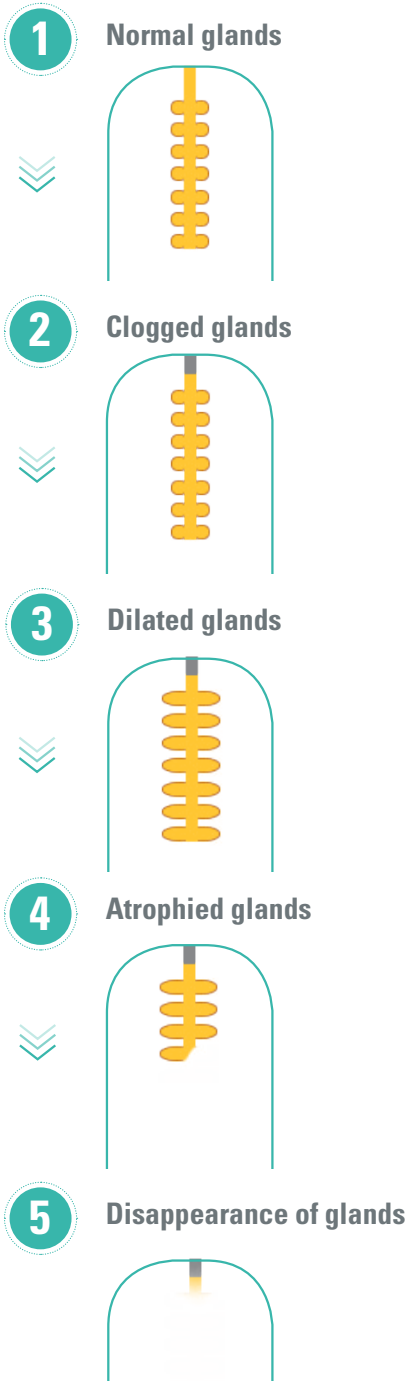 1
Normal glands
2
Clogged glands
3
Dilated glands
4
Atrophied glands
5
Disappearance of glands